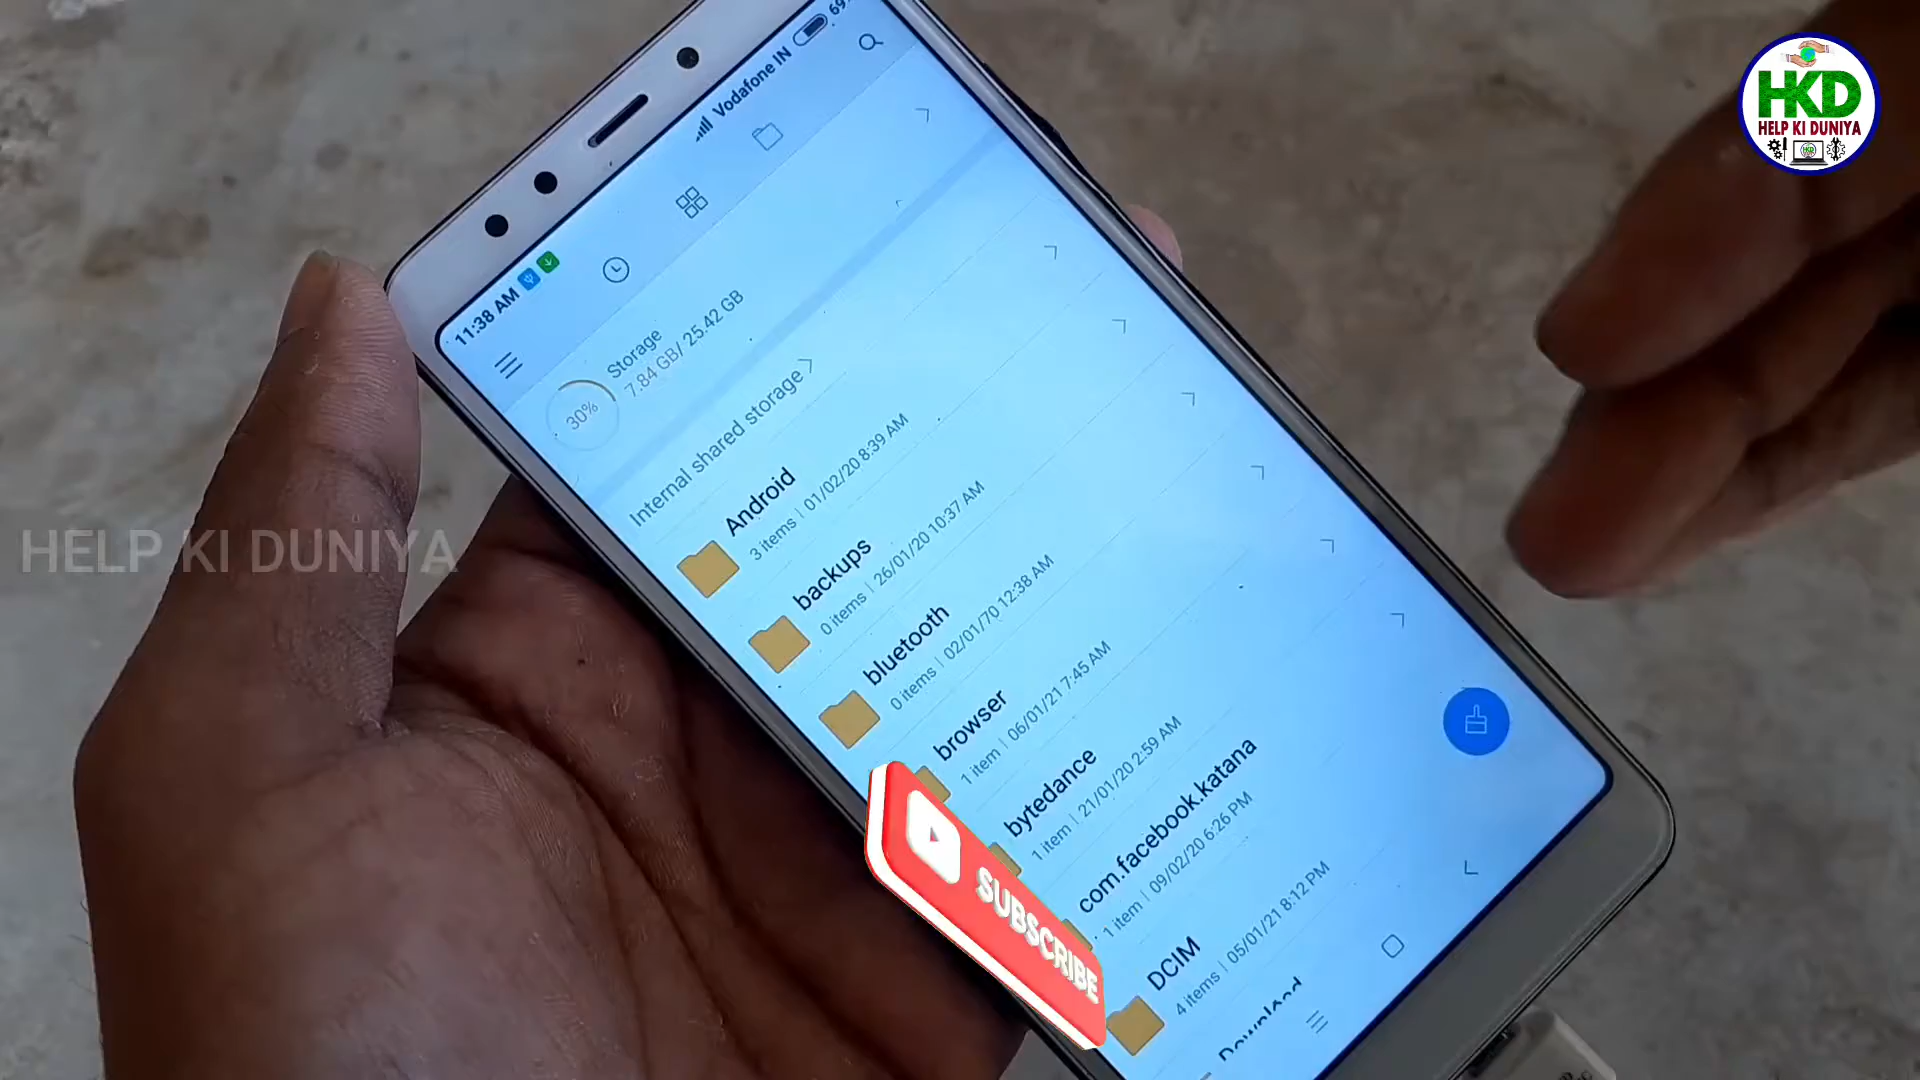 11:38 AM
Vodafone IN
Storage
7.84 GB/ 25.42 GB
30%
Internal shared storage
Android
3 items | 01/02/20 8:39 AM
backups
0 items | 26/01/20 10:37 AM
bluetooth
0 items | 02/01/70 12:38 AM
browser
1 item | 06/01/21 7:45 AM
bytedance
1 item | 21/01/20 2:59 AM
com.facebook.katana
1 item | 09/02/20 6:26 PM
DCIM
4 items | 05/01/21 8:12 PM
Download
SUBSCRIBE
HELP KI DUNIYA
HKD
HELP KI DUNIYA
HKD